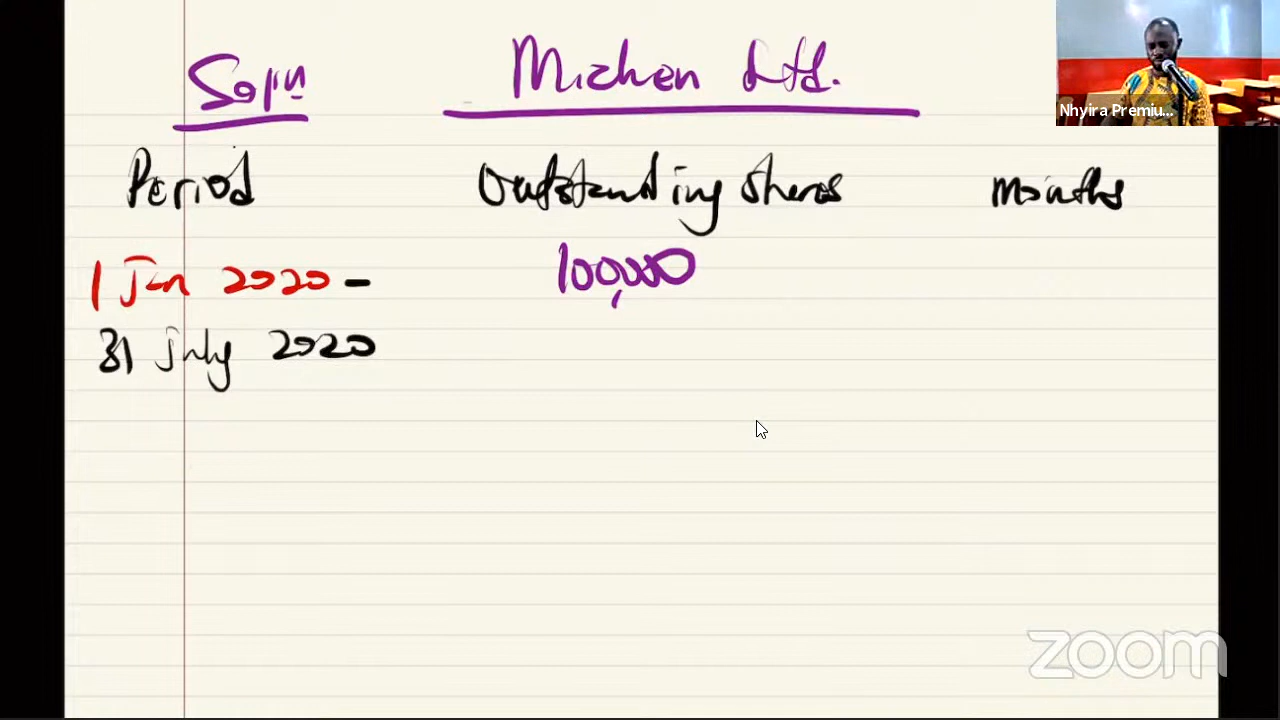 Soln
Michen Ltd.
Nhyira Premiu...
Period Outstanding shares Months
1 Jan 2020 - 100,000
31 July 2020
zoom